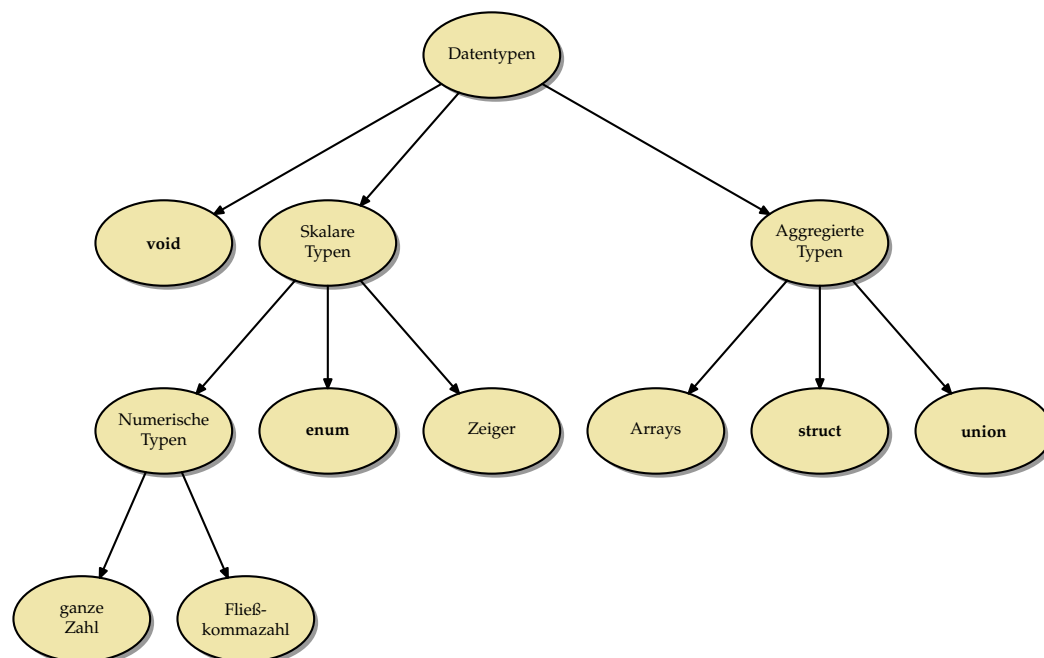 Datentypen
void
Skalare
Typen
Aggregierte
Typen
Numerische
Typen
enum
Zeiger
Arrays
struct
union
ganze
Zahl
Fließ-
kommazahl